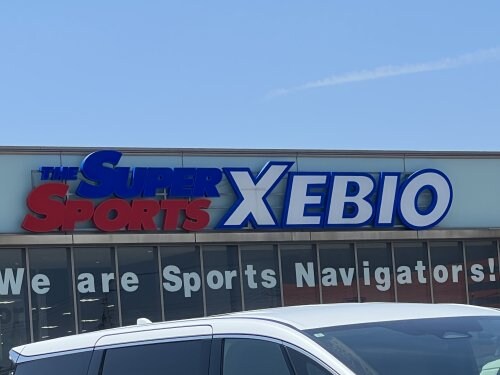 THE SUPER
SPORTS XEBIO
We are Sports Navigators!